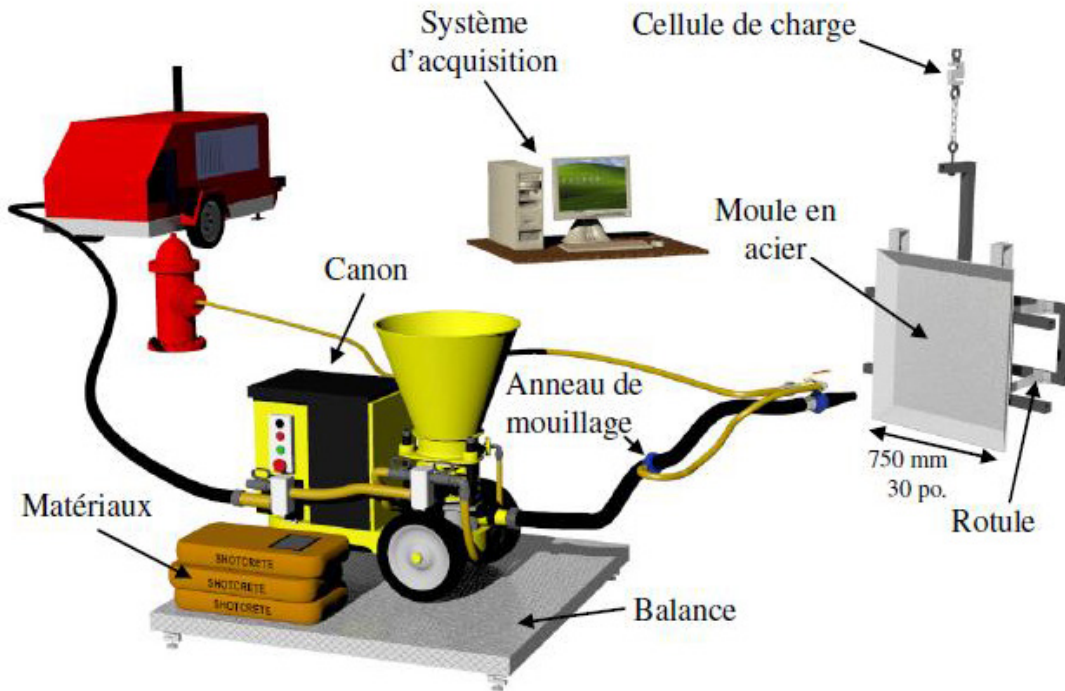 Système
d'acquisition
Cellule de charge
Moule en
acier
Canon
Anneau de
mouillage
750 mm
30 po.
Rotule
Matériaux
SHOTCRETE
SHOTCRETE
SHOTCRETE
Balance